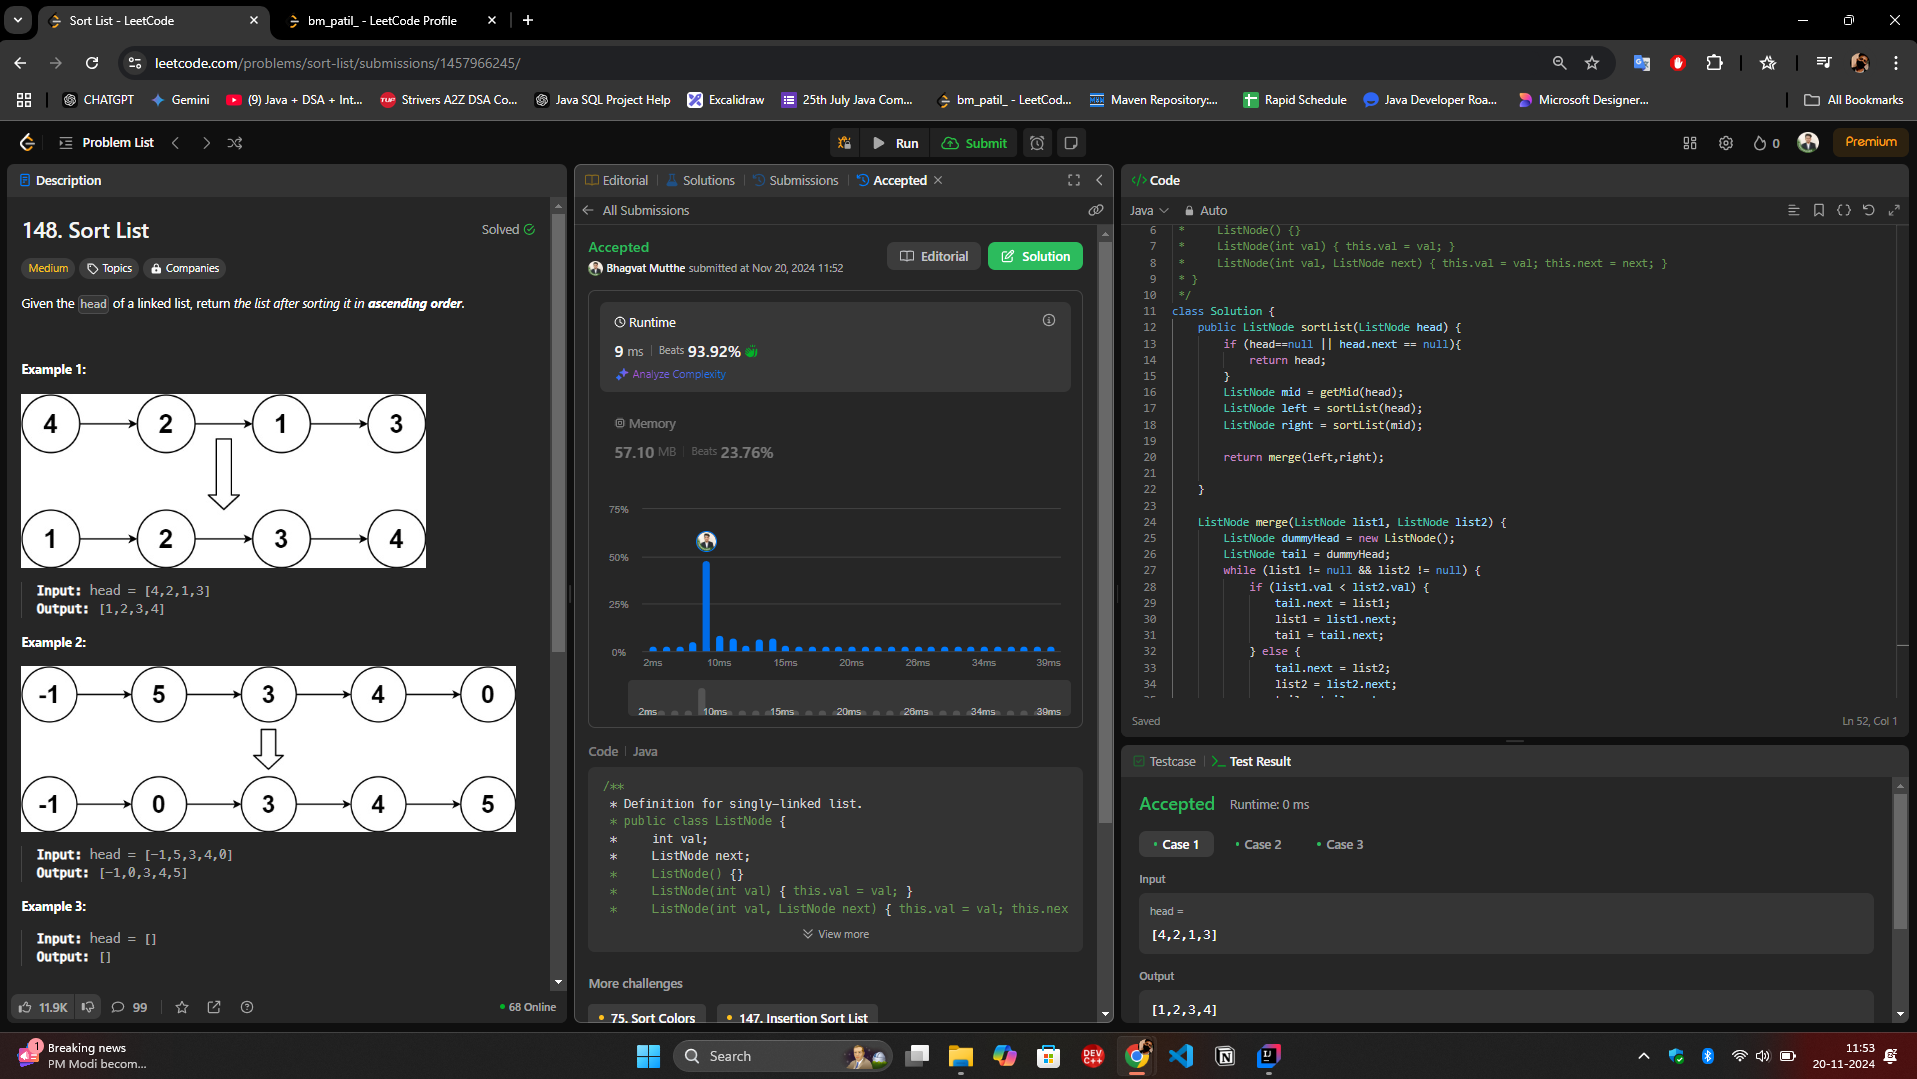 Sort List - LeetCode
bm_patil_ - LeetCode Profile
leetcode.com/problems/sort-list/submissions/1457966245/
CHATGPT
Gemini
(9) Java + DSA + Int...
Strivers A2Z DSA Co...
Java SQL Project Help
Excalidraw
25th July Java Com...
bm_patil_ - LeetCod...
Maven Repository:...
Rapid Schedule
Java Developer Roa...
Microsoft Designer...
All Bookmarks
Problem List
Run
Submit
0
Premium
Description
148. Sort List
Solved
Medium
Topics
Companies
Given the head of a linked list, return the list after sorting it in ascending order.
Example 1:
4 2 1 3
1 2 3 4
Input: head = [4,2,1,3]
Output: [1,2,3,4]
Example 2:
-1 5 3 4 0
-1 0 3 4 5
Input: head = [-1,5,3,4,0]
Output: [-1,0,3,4,5]
Example 3:
Input: head = []
Output: []
11.9K
99
68 Online
Editorial
Solutions
Submissions
Accepted
All Submissions
Accepted
Bhagvat Mutthe submitted at Nov 20, 2024 11:52
Editorial
Solution
Runtime
9 ms Beats 93.92%
Analyze Complexity
Memory
57.10 MB Beats 23.76%
75%
50%
25%
0%
2ms 10ms 15ms 20ms 26ms 34ms 39ms
2ms 10ms 15ms 20ms 26ms 34ms 39ms
Code Java
/**
* Definition for singly-linked list.
* public class ListNode {
*     int val;
*     ListNode next;
*     ListNode() {}
*     ListNode(int val) { this.val = val; }
*     ListNode(int val, ListNode next) { this.val = val; this.nex
View more
More challenges
75. Sort Colors
147. Insertion Sort List
</> Code
Java
Auto
6 *     ListNode() {}
7 *     ListNode(int val) { this.val = val; }
8 *     ListNode(int val, ListNode next) { this.val = val; this.next = next; }
9 * }
10 */
11 class Solution {
12     public ListNode sortList(ListNode head) {
13         if (head==null || head.next == null){
14             return head;
15         }
16         ListNode mid = getMid(head);
17         ListNode left = sortList(head);
18         ListNode right = sortList(mid);
19
20         return merge(left,right);
21
22     }
23
24     ListNode merge(ListNode list1, ListNode list2) {
25         ListNode dummyHead = new ListNode();
26         ListNode tail = dummyHead;
27         while (list1 != null && list2 != null) {
28             if (list1.val < list2.val) {
29                 tail.next = list1;
30                 list1 = list1.next;
31                 tail = tail.next;
32             } else {
33                 tail.next = list2;
34                 list2 = list2.next;
Saved
Ln 52, Col 1
Testcase
Test Result
Accepted Runtime: 0 ms
Case 1
Case 2
Case 3
Input
head =
[4,2,1,3]
Output
[1,2,3,4]
1
Breaking news
PM Modi becom...
Search
DEV C++
11:53
20-11-2024